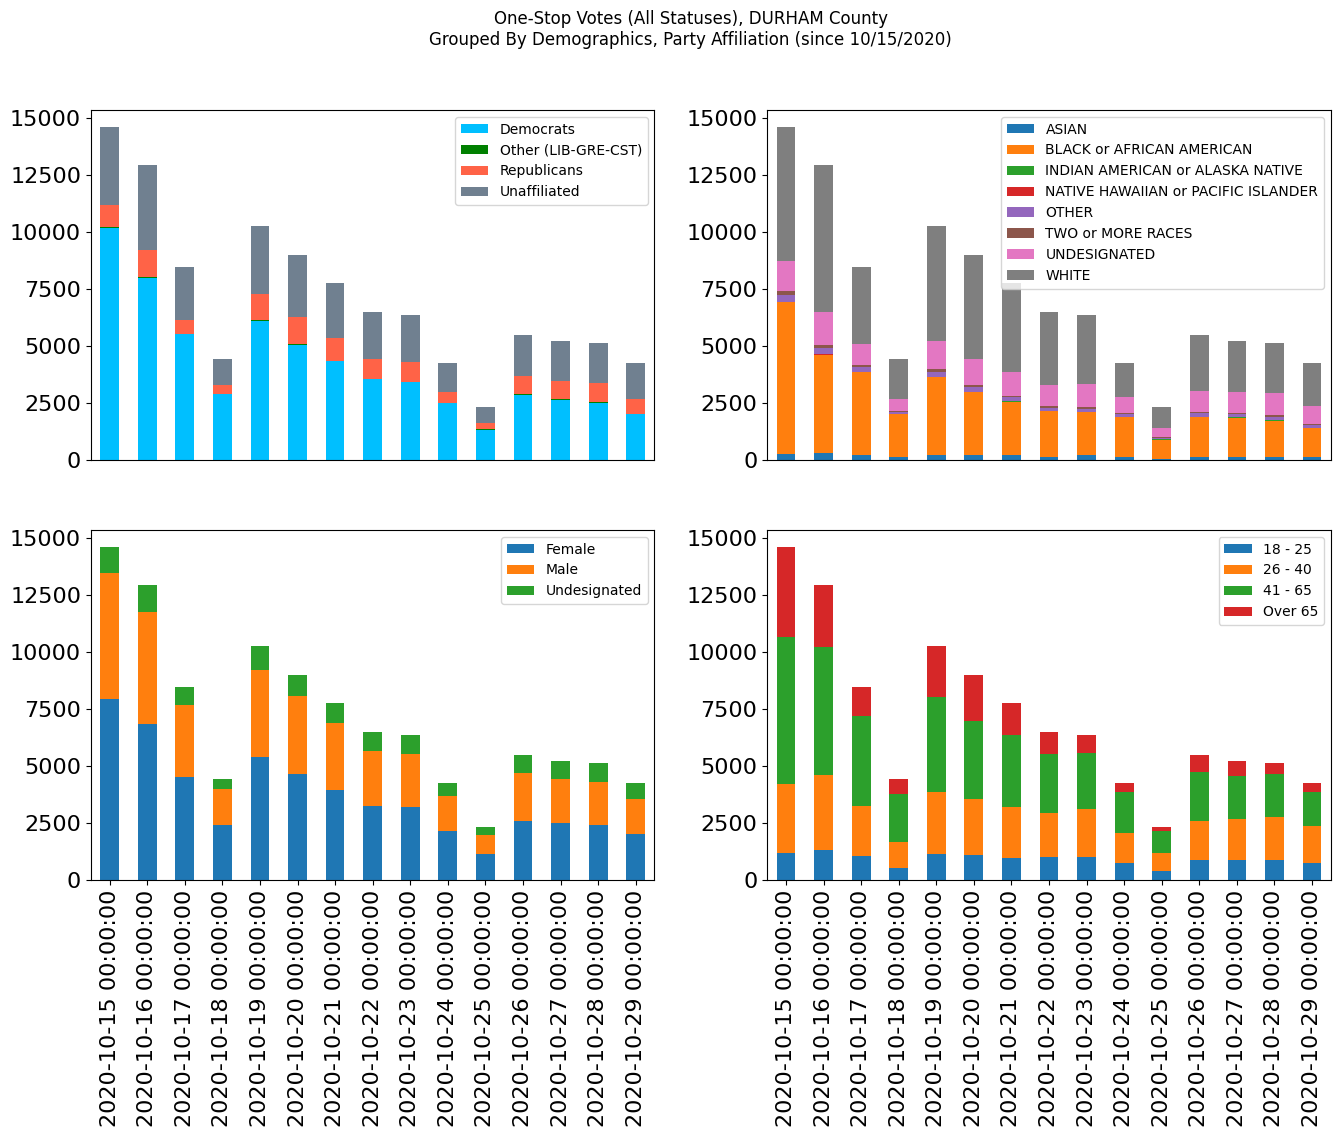 One-Stop Votes (All Statuses), DURHAM County
Grouped By Demographics, Party Affiliation (since 10/15/2020)
15000
12500
10000
7500
5000
2500
0
Democrats
Other (LIB-GRE-CST)
Republicans
Unaffiliated
15000
12500
10000
7500
5000
2500
0
ASIAN
BLACK or AFRICAN AMERICAN
INDIAN AMERICAN or ALASKA NATIVE
NATIVE HAWAIIAN or PACIFIC ISLANDER
OTHER
TWO or MORE RACES
UNDESIGNATED
WHITE
15000
12500
10000
7500
5000
2500
0
Female
Male
Undesignated
2020-10-15 00:00:00
2020-10-16 00:00:00
2020-10-17 00:00:00
2020-10-18 00:00:00
2020-10-19 00:00:00
2020-10-20 00:00:00
2020-10-21 00:00:00
2020-10-22 00:00:00
2020-10-23 00:00:00
2020-10-24 00:00:00
2020-10-25 00:00:00
2020-10-26 00:00:00
2020-10-27 00:00:00
2020-10-28 00:00:00
2020-10-29 00:00:00
15000
12500
10000
7500
5000
2500
0
18 - 25
26 - 40
41 - 65
Over 65
2020-10-15 00:00:00
2020-10-16 00:00:00
2020-10-17 00:00:00
2020-10-18 00:00:00
2020-10-19 00:00:00
2020-10-20 00:00:00
2020-10-21 00:00:00
2020-10-22 00:00:00
2020-10-23 00:00:00
2020-10-24 00:00:00
2020-10-25 00:00:00
2020-10-26 00:00:00
2020-10-27 00:00:00
2020-10-28 00:00:00
2020-10-29 00:00:00